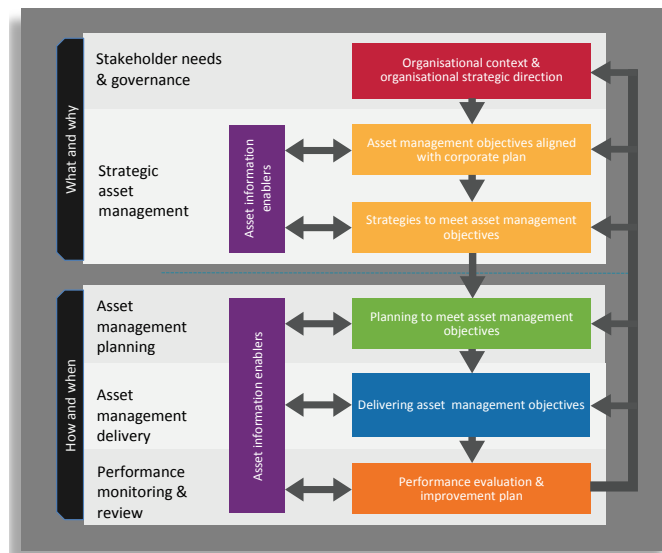 What and why
Stakeholder needs
& governance
Organisational context &
organisational strategic direction
Strategic
asset
management
Asset information
enablers
Asset management objectives aligned
with corporate plan
Strategies to meet asset management
objectives
How and when
Asset
management
planning
Asset information enablers
Planning to meet asset management
objectives
Asset
management
delivery
Delivering asset management objectives
Performance
monitoring &
review
Performance evaluation &
improvement plan